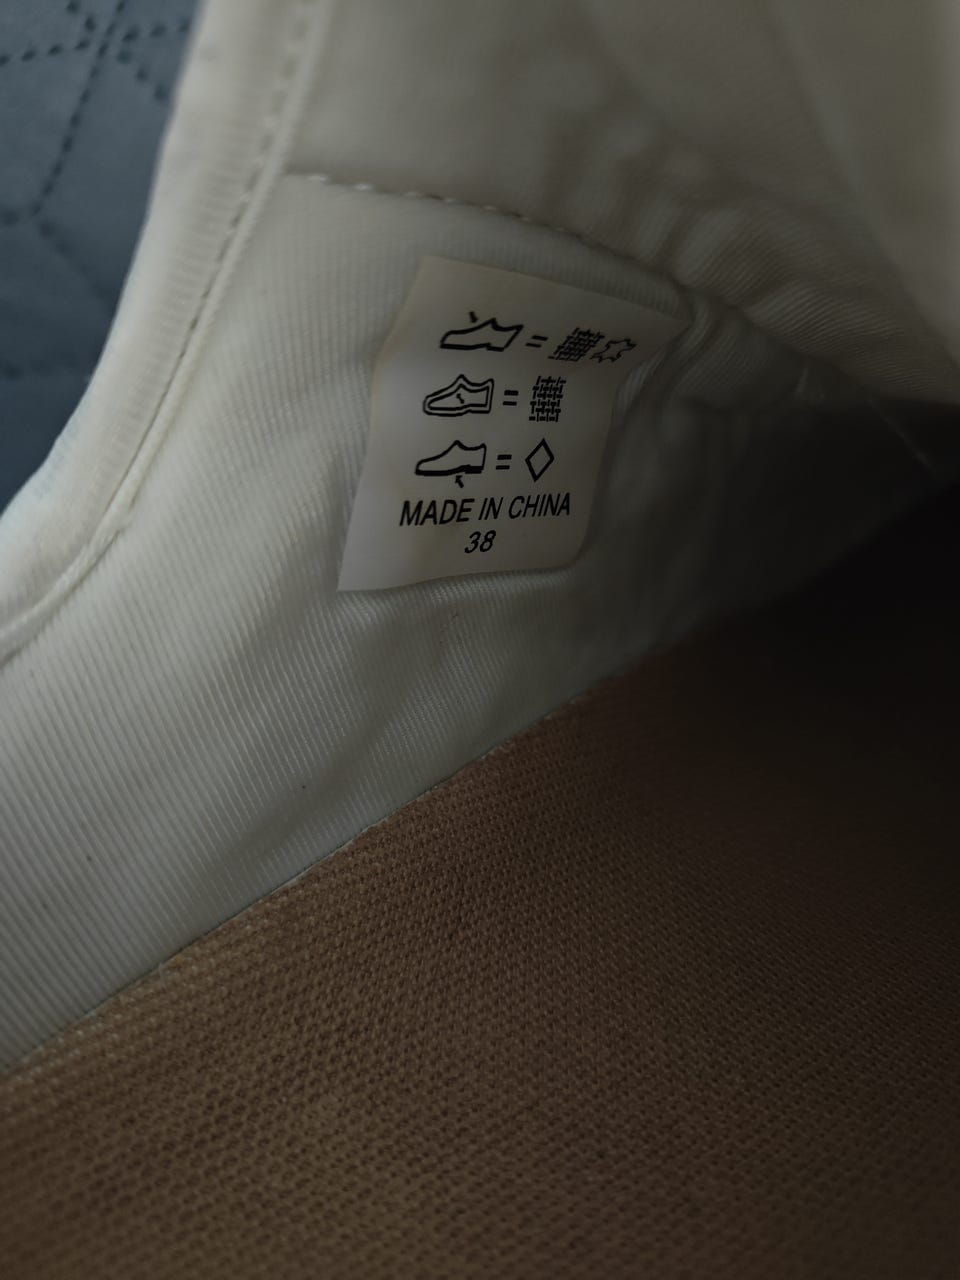 =
=
=
MADE IN CHINA
38